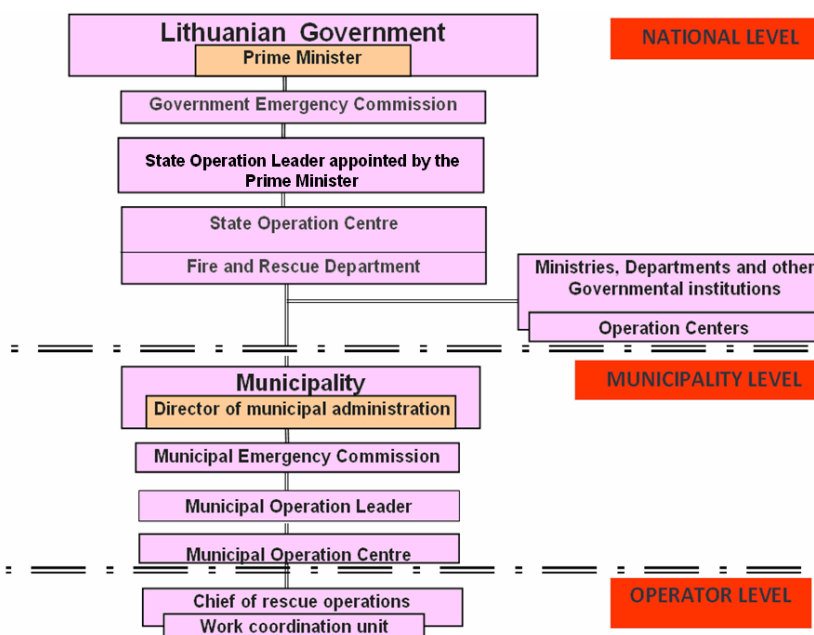 Lithuanian Government
Prime Minister
NATIONAL LEVEL
Government Emergency Commission
State Operation Leader appointed by the
Prime Minister
State Operation Centre
Fire and Rescue Department
Ministries, Departments and other
Governmental institutions
Operation Centers
Municipality
Director of municipal administration
MUNICIPALITY LEVEL
Municipal Emergency Commission
Municipal Operation Leader
Municipal Operation Centre
Chief of rescue operations
Work coordination unit
OPERATOR LEVEL